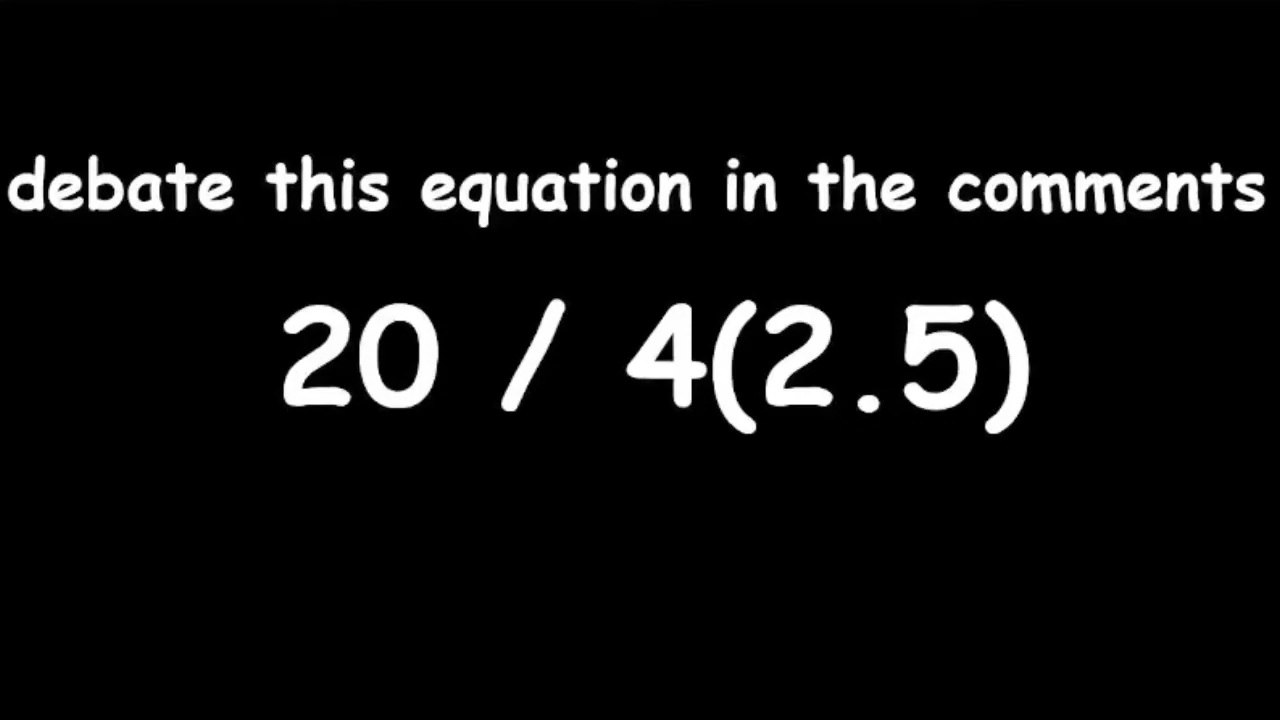 debate this equation in the comments
20 / 4(2.5)